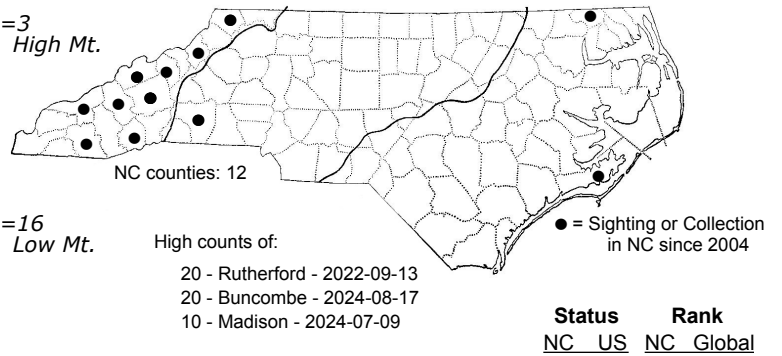 =3
High Mt.
NC counties: 12
=16
Low Mt.
High counts of:
20 - Rutherford - 2022-09-13
20 - Buncombe - 2024-08-17
10 - Madison - 2024-07-09
● = Sighting or Collection
in NC since 2004
Status Rank
NC US NC Global